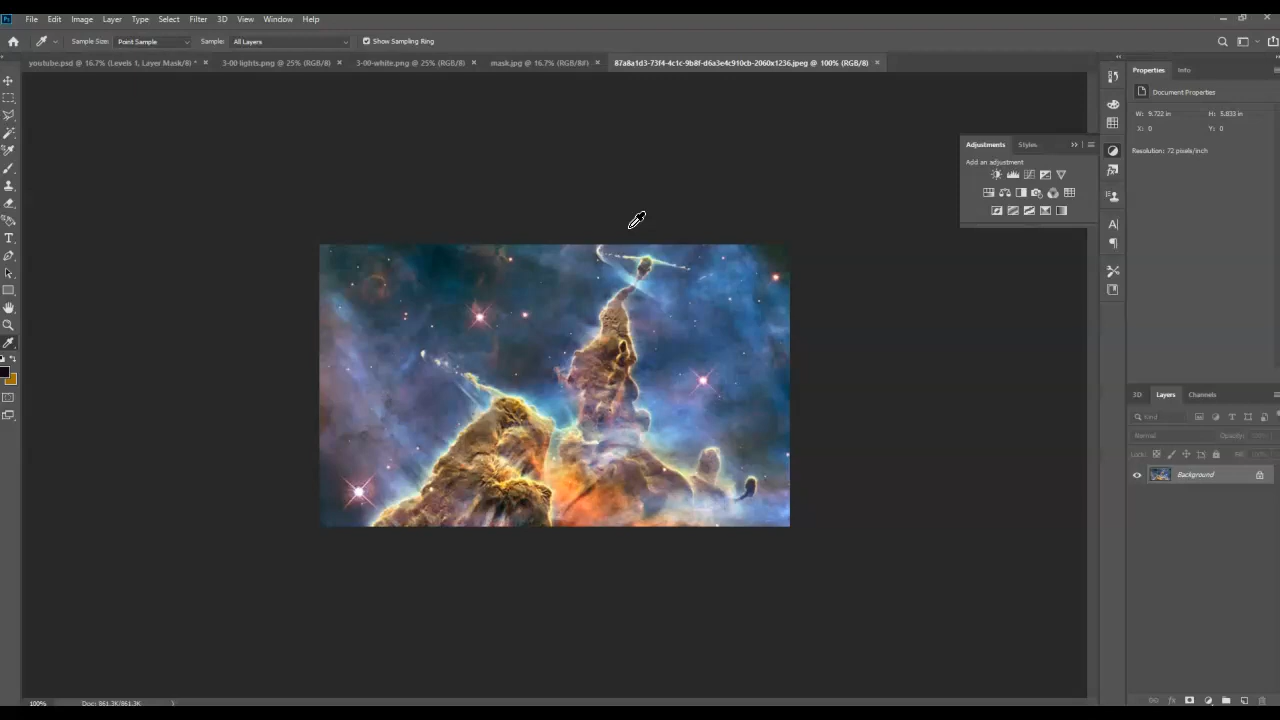 Ps File Edit Image Layer Type Select Filter 3D View Window Help
Sample Size: Point Sample Sample: All Layers Show Sampling Ring
youtube.psd @ 16.7% (Levels 1, Layer Mask/8) * × 3-00 lights.png @ 25% (RGB/8) × 3-00-white.png @ 25% (RGB/8) × mask.jpg @ 16.7% (RGB/8#) × 87a8a1d3-73f4-4c1c-9b8f-d6a3e4c910cb-2060x1236.jpeg @ 100% (RGB/8) ×
Properties Info
Document Properties
W: 9.722 in H: 5.833 in
X: 0 Y: 0
Resolution: 72 pixels/inch
Adjustments Styles
Add an adjustment
3D Layers Channels
Kind
Normal Opacity:
Lock: Fill:
Background
100% Doc: 861.3K/861.3K